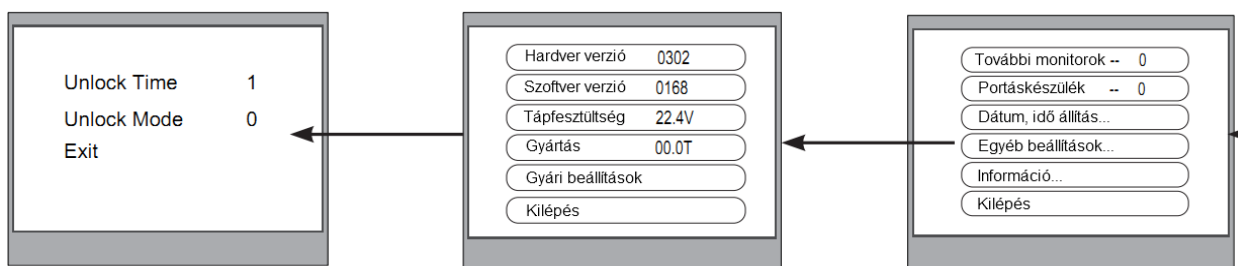 Unlock Time 1
Unlock Mode 0
Exit
Hardver verzió 0302
Szoftver verzió 0168
Tápfesztültség 22.4V
Gyártás 00.0T
Gyári beállítások
Kilépés
További monitorok -- 0
Portáskészülék -- 0
Dátum, idő állítás...
Egyéb beállítások...
Információ...
Kilépés